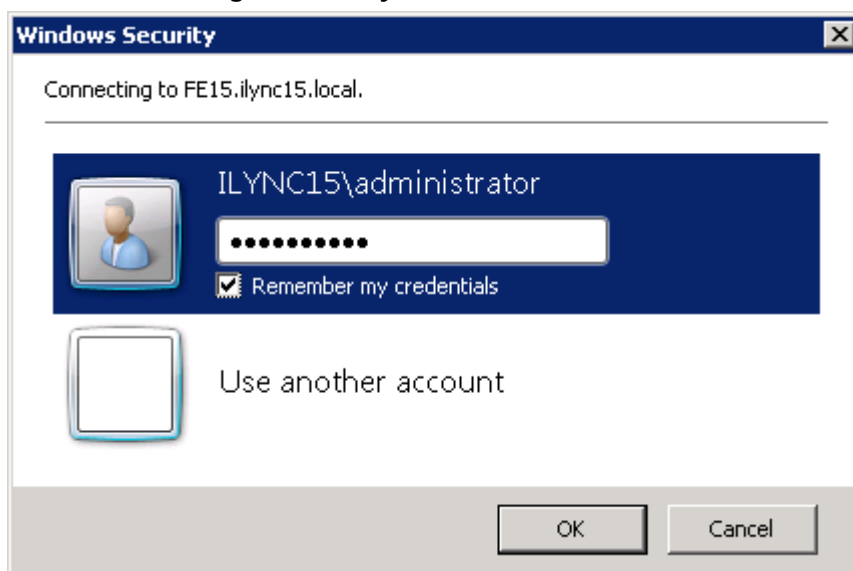 Windows Security
Connecting to FE15.ilync15.local.
ILYNC15\administrator
●●●●●●●●●●
Remember my credentials
Use another account
OK Cancel